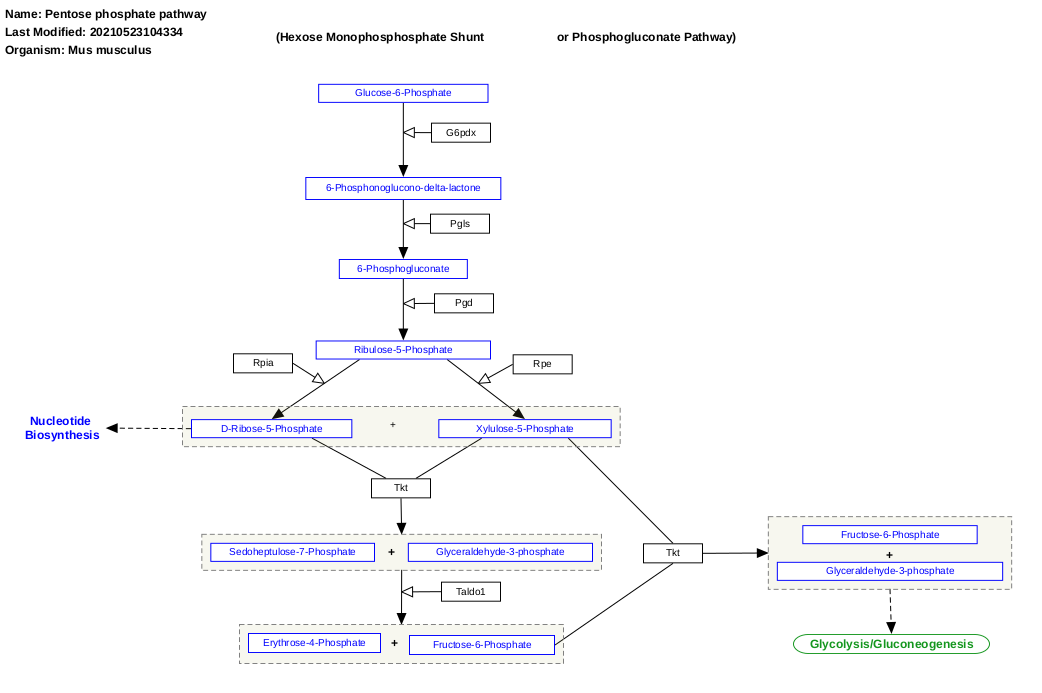 Name: Pentose phosphate pathway
Last Modified: 20210523104334
Organism: Mus musculus
(Hexose Monophosphosphate Shunt or Phosphogluconate Pathway)
Glucose-6-Phosphate
G6pdx
6-Phosphonoglucono-delta-lactone
Pgls
6-Phosphogluconate
Pgd
Ribulose-5-Phosphate
Rpia
Rpe
Nucleotide
Biosynthesis
D-Ribose-5-Phosphate + Xylulose-5-Phosphate
Tkt
Sedoheptulose-7-Phosphate + Glyceraldehyde-3-phosphate
Tkt
Fructose-6-Phosphate
+
Glyceraldehyde-3-phosphate
Taldo1
Erythrose-4-Phosphate + Fructose-6-Phosphate
Glycolysis/Gluconeogenesis